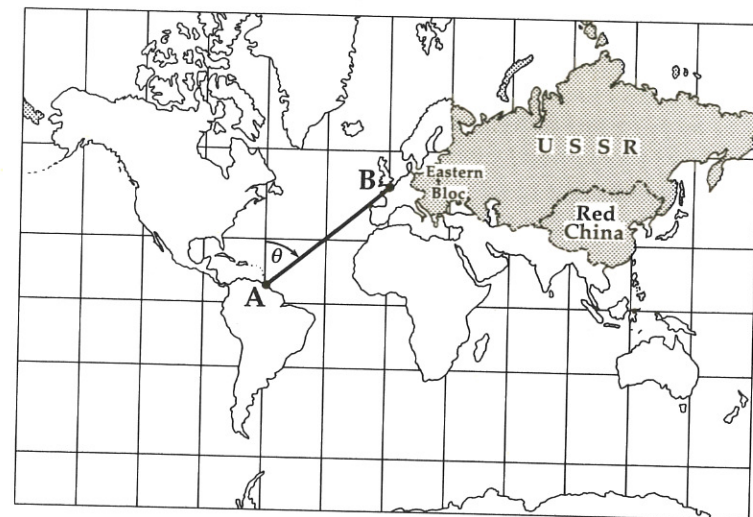 U S S R
B
Eastern
Bloc
Red
China
θ
A